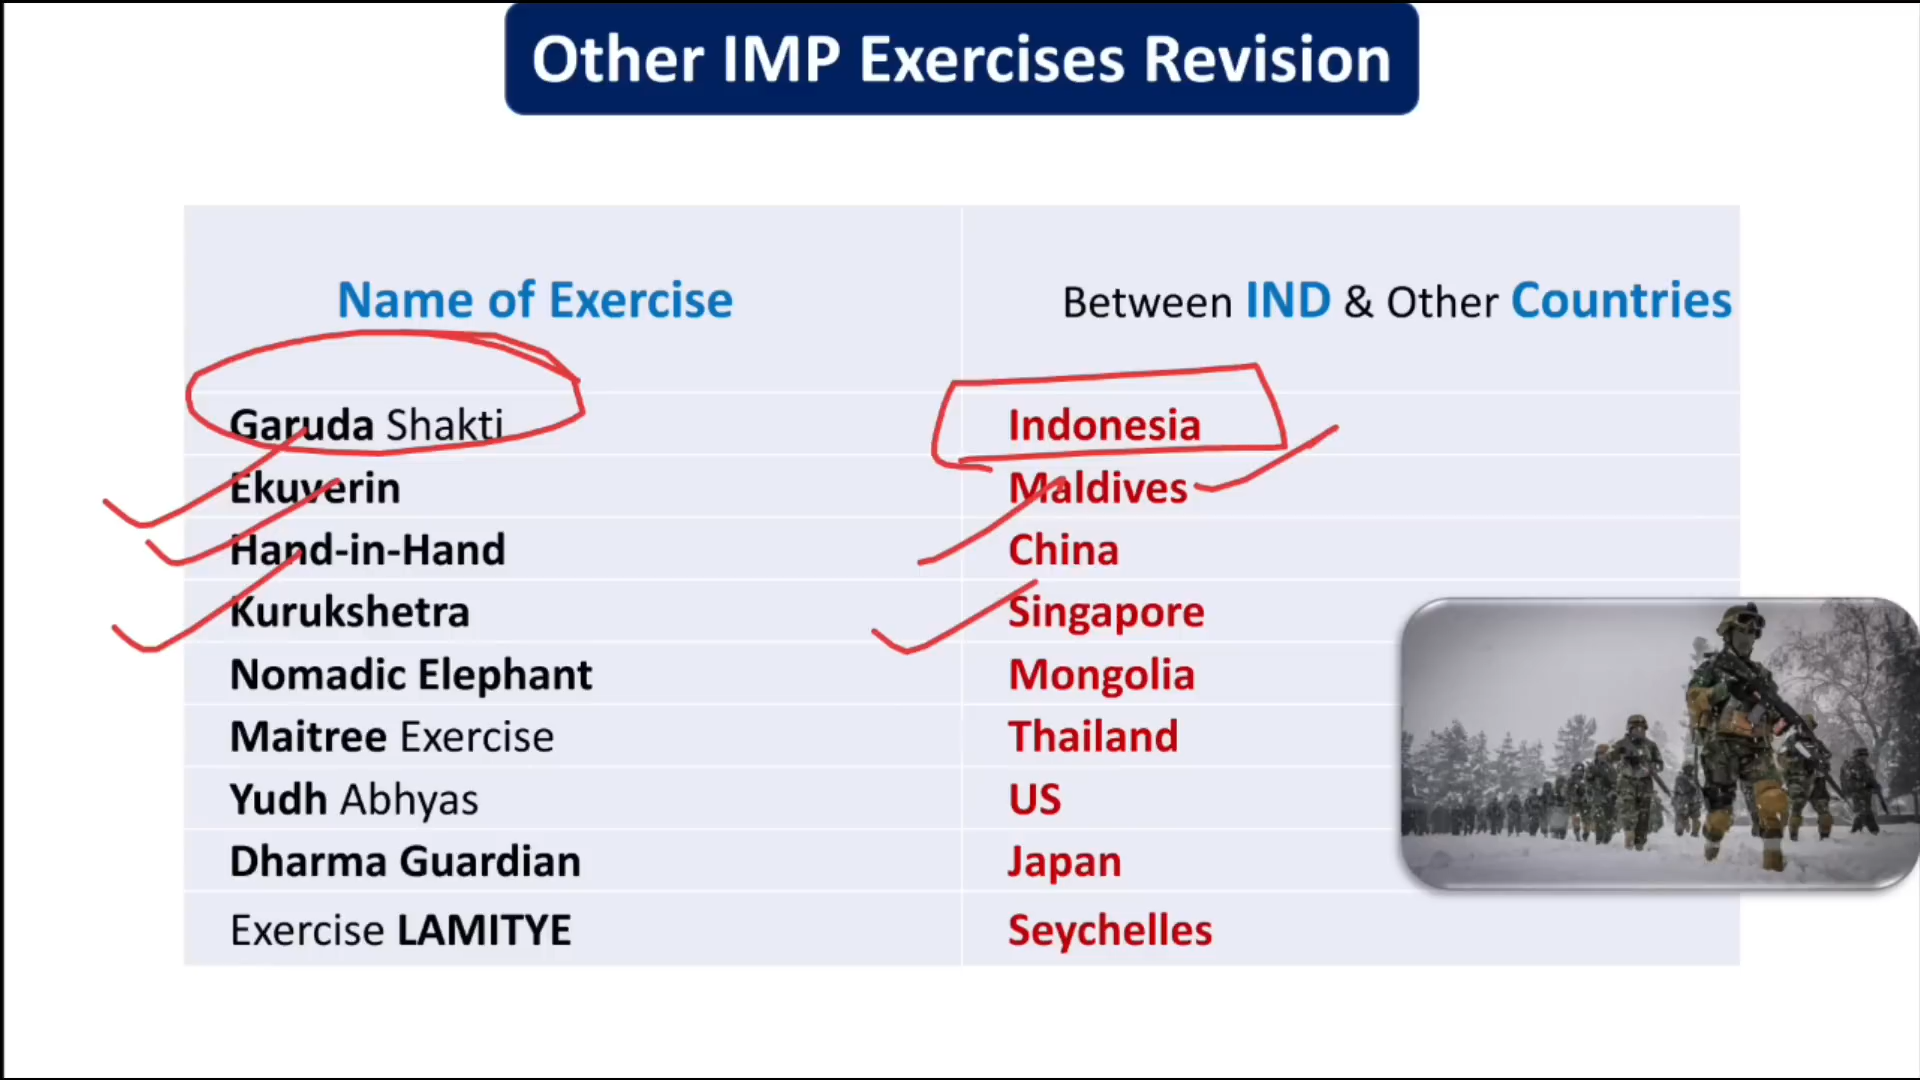 Other IMP Exercises Revision
Name of Exercise
Between IND & Other Countries
Garuda Shakti
Indonesia
Ekuverin
Maldives
Hand-in-Hand
China
Kurukshetra
Singapore
Nomadic Elephant
Mongolia
Maitree Exercise
Thailand
Yudh Abhyas
US
Dharma Guardian
Japan
Exercise LAMITYE
Seychelles